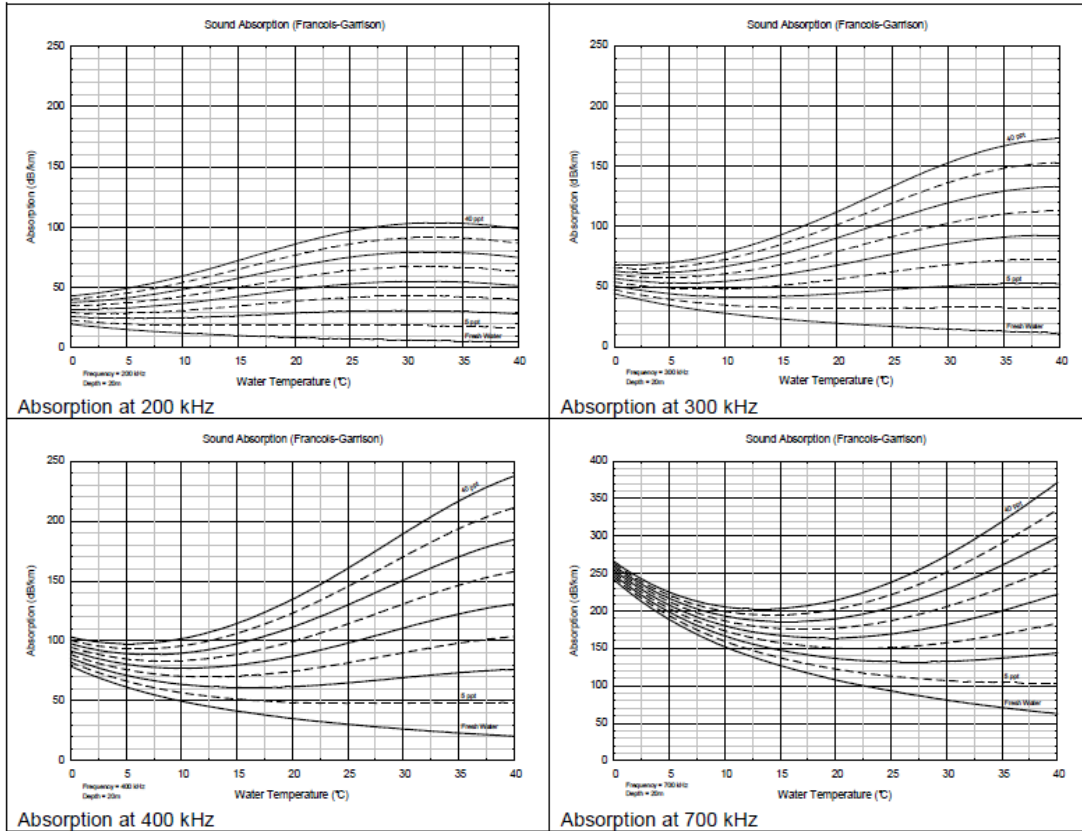 Sound Absorption (Francois-Garrison)
250
200
150
100
50
0
Absorption (dB/km)
40 ppt
5 ppt
Fresh Water
0 5 10 15 20 25 30 35 40
Frequency = 200 kHz
Depth = 20m
Water Temperature (°C)
Absorption at 200 kHz
Sound Absorption (Francois-Garrison)
250
200
150
100
50
0
Absorption (dB/km)
40 ppt
5 ppt
Fresh Water
0 5 10 15 20 25 30 35 40
Frequency = 300 kHz
Depth = 20m
Water Temperature (°C)
Absorption at 300 kHz
Sound Absorption (Francois-Garrison)
250
200
150
100
50
0
Absorption (dB/km)
40 ppt
5 ppt
Fresh Water
0 5 10 15 20 25 30 35 40
Frequency = 400 kHz
Depth = 20m
Water Temperature (°C)
Absorption at 400 kHz
Sound Absorption (Francois-Garrison)
400
350
300
250
200
150
100
50
0
Absorption (dB/km)
40 ppt
5 ppt
Fresh Water
0 5 10 15 20 25 30 35 40
Frequency = 700 kHz
Depth = 20m
Water Temperature (°C)
Absorption at 700 kHz